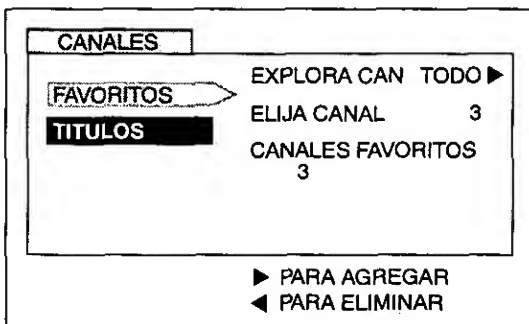 CANALES
FAVORITOS
TITULOS
EXPLORA CAN TODO ▶
ELIJA CANAL 3
CANALES FAVORITOS
3
▶ PARA AGREGAR
◀ PARA ELIMINAR